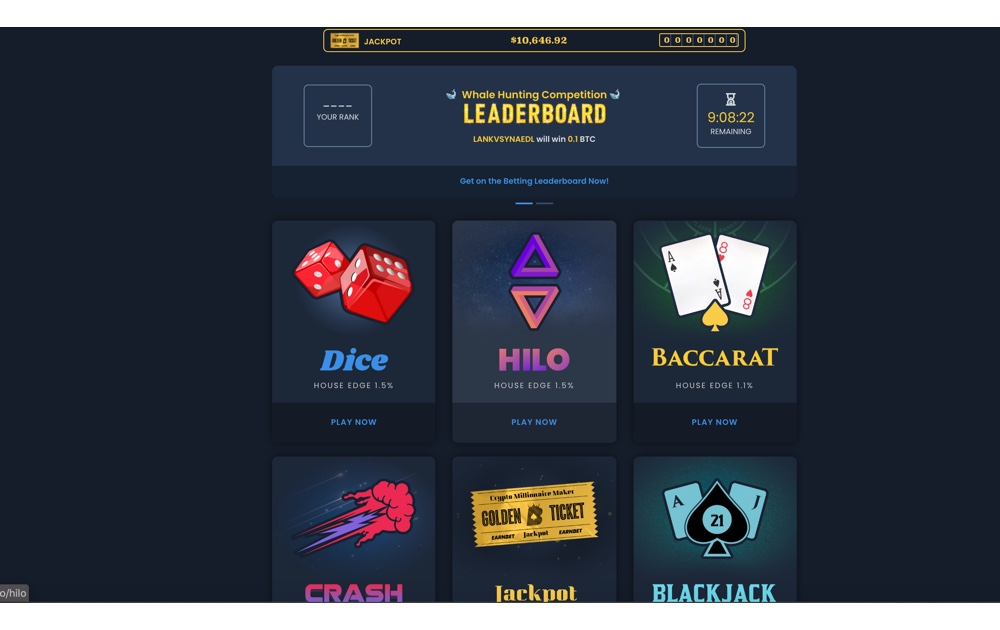 JACKPOT
$10,646.92
0 0 0 0 0 0 0
Whale Hunting Competition
LEADERBOARD
LANKVSYNAEDL will win 0.1 BTC
----
YOUR RANK
9:08:22
REMAINING
Get on the Betting Leaderboard Now!
Dice
HOUSE EDGE 1.5%
PLAY NOW
HILO
HOUSE EDGE 1.5%
PLAY NOW
A
A
8
8
BACCARAT
HOUSE EDGE 1.1%
PLAY NOW
CRASH
Crypto Millionaire Maker
GOLDEN TICKET
EARNBET Jackpot EARNBET
Jackpot
A
J
21
BLACKJACK
o/hilo